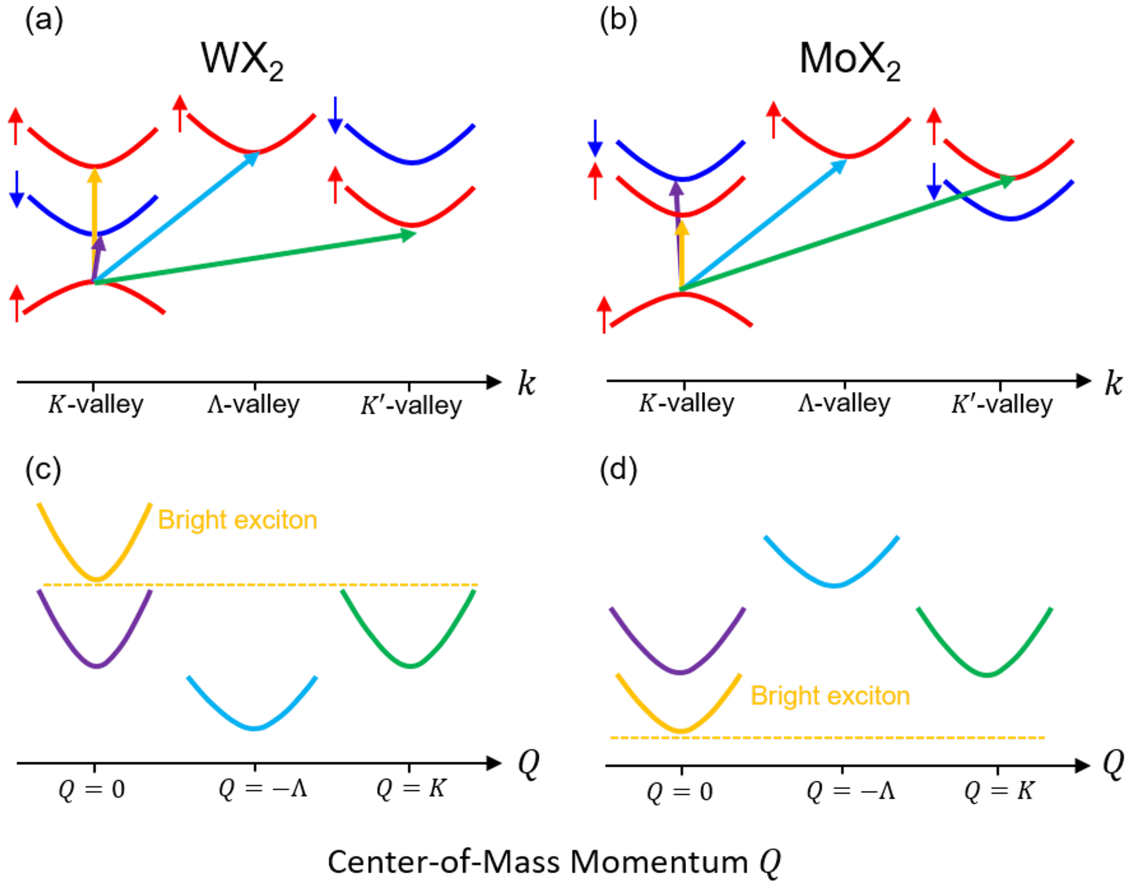 (a)
WX₂
K-valley
Λ-valley
K′-valley
k
(b)
MoX₂
K-valley
Λ-valley
K′-valley
k
(c)
Bright exciton
Q = 0
Q = −Λ
Q = K
Q
(d)
Bright exciton
Q = 0
Q = −Λ
Q = K
Q
Center-of-Mass Momentum Q